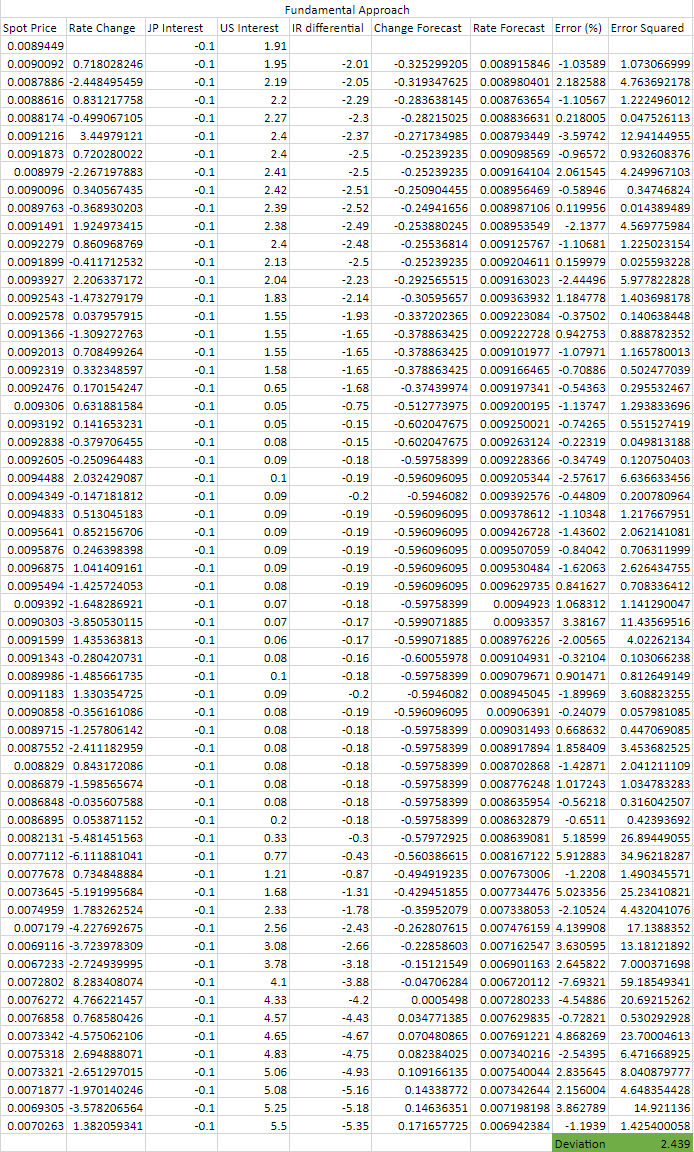 Fundamental Approach
Spot Price Rate Change JP Interest US Interest IR differential Change Forecast Rate Forecast Error (%) Error Squared
0.0089449 -0.1 1.91
0.0090092 0.718028246 -0.1 1.95 -2.01 -0.325299205 0.008915846 -1.03589 1.073066999
0.0087886 -2.448495459 -0.1 2.19 -2.05 -0.319347625 0.008980401 2.182588 4.763692178
0.0088616 0.831217758 -0.1 2.2 -2.29 -0.283638145 0.008763654 -1.10567 1.222496012
0.0088174 -0.499067105 -0.1 2.27 -2.3 -0.28215025 0.008836631 0.218005 0.047526113
0.0091216 3.44979121 -0.1 2.4 -2.37 -0.271734985 0.008793449 -3.59742 12.94144955
0.0091873 0.720280022 -0.1 2.4 -2.5 -0.25239235 0.009098569 -0.96572 0.932608376
0.008979 -2.267197883 -0.1 2.41 -2.5 -0.25239235 0.009164104 2.061545 4.249967103
0.0090096 0.340567435 -0.1 2.42 -2.51 -0.250904455 0.008956469 -0.58946 0.34746824
0.0089763 -0.368930203 -0.1 2.39 -2.52 -0.24941656 0.008987106 0.119956 0.014389489
0.0091491 1.924973415 -0.1 2.38 -2.49 -0.253880245 0.008953549 -2.1377 4.569775984
0.0092279 0.860968769 -0.1 2.4 -2.48 -0.25536814 0.009125767 -1.10681 1.225023154
0.0091899 -0.411712532 -0.1 2.13 -2.5 -0.25239235 0.009204611 0.159979 0.025593228
0.0093927 2.206337172 -0.1 2.04 -2.23 -0.292565515 0.009163023 -2.44496 5.977822828
0.0092543 -1.473279179 -0.1 1.83 -2.14 -0.30595657 0.009363932 1.184778 1.403698178
0.0092578 0.037957915 -0.1 1.55 -1.93 -0.337202365 0.009223084 -0.37502 0.140638448
0.0091366 -1.309272763 -0.1 1.55 -1.65 -0.378863425 0.009222728 0.942753 0.888782352
0.0092013 0.708499264 -0.1 1.55 -1.65 -0.378863425 0.009101977 -1.07971 1.165780013
0.0092319 0.332348597 -0.1 1.58 -1.65 -0.378863425 0.009166465 -0.70886 0.502477039
0.0092476 0.170154247 -0.1 0.65 -1.68 -0.37439974 0.009197341 -0.54363 0.295532467
0.009306 0.631881584 -0.1 0.05 -0.75 -0.512773975 0.009200195 -1.13747 1.293833696
0.0093192 0.141653231 -0.1 0.05 -0.15 -0.602047675 0.009250021 -0.74265 0.551527419
0.0092838 -0.379706455 -0.1 0.08 -0.15 -0.602047675 0.009263124 -0.22319 0.049813188
0.0092605 -0.250964483 -0.1 0.09 -0.18 -0.59758399 0.009228366 -0.34749 0.120750403
0.0094488 2.032429087 -0.1 0.1 -0.19 -0.596096095 0.009205344 -2.57617 6.636633456
0.0094349 -0.147181812 -0.1 0.09 -0.2 -0.5946082 0.009392576 -0.44809 0.200780964
0.0094833 0.513045183 -0.1 0.09 -0.19 -0.596096095 0.009378612 -1.10348 1.217667951
0.0095641 0.852156706 -0.1 0.09 -0.19 -0.596096095 0.009426728 -1.43602 2.062141081
0.0095876 0.246398398 -0.1 0.09 -0.19 -0.596096095 0.009507059 -0.84042 0.706311999
0.0096875 1.041409161 -0.1 0.09 -0.19 -0.596096095 0.009530484 -1.62063 2.626434755
0.0095494 -1.425724053 -0.1 0.08 -0.19 -0.596096095 0.009629735 0.841627 0.708336412
0.009392 -1.648286921 -0.1 0.07 -0.18 -0.59758399 0.0094923 1.068312 1.141290047
0.0090303 -3.850530115 -0.1 0.07 -0.17 -0.599071885 0.0093357 3.38167 11.43569516
0.0091599 1.435363813 -0.1 0.06 -0.17 -0.599071885 0.008976226 -2.00565 4.02262134
0.0091343 -0.280420731 -0.1 0.08 -0.16 -0.60055978 0.009104931 -0.32104 0.103066238
0.0089986 -1.485661735 -0.1 0.1 -0.18 -0.59758399 0.009079671 0.901471 0.812649149
0.0091183 1.330354725 -0.1 0.09 -0.2 -0.5946082 0.008945045 -1.89969 3.608823255
0.0090858 -0.356161086 -0.1 0.08 -0.19 -0.596096095 0.00906391 -0.24079 0.057981085
0.0089715 -1.257806142 -0.1 0.08 -0.18 -0.59758399 0.009031493 0.668632 0.447069085
0.0087552 -2.411182959 -0.1 0.08 -0.18 -0.59758399 0.008917894 1.858409 3.453682525
0.008829 0.843172086 -0.1 0.08 -0.18 -0.59758399 0.008702868 -1.42871 2.041211109
0.0086879 -1.598565674 -0.1 0.08 -0.18 -0.59758399 0.008776248 1.017243 1.034783283
0.0086848 -0.035607588 -0.1 0.08 -0.18 -0.59758399 0.008635954 -0.56218 0.316042507
0.0086895 0.053871152 -0.1 0.2 -0.18 -0.59758399 0.008632879 -0.6511 0.42393692
0.0082131 -5.481451563 -0.1 0.33 -0.3 -0.57972925 0.008639081 5.18599 26.89449055
0.0077112 -6.111881041 -0.1 0.77 -0.43 -0.560386615 0.008167122 5.912883 34.96218287
0.0077678 0.734848884 -0.1 1.21 -0.87 -0.494919235 0.007673006 -1.2208 1.490345571
0.0073645 -5.191995684 -0.1 1.68 -1.31 -0.429451855 0.007734476 5.023356 25.23410821
0.0074959 1.783262524 -0.1 2.33 -1.78 -0.35952079 0.007338053 -2.10524 4.432041076
0.007179 -4.227692675 -0.1 2.56 -2.43 -0.262807615 0.007476159 4.139908 17.1388352
0.0069116 -3.723978309 -0.1 3.08 -2.66 -0.22858603 0.007162547 3.630595 13.18121892
0.0067233 -2.724939995 -0.1 3.78 -3.18 -0.15121549 0.006901163 2.645822 7.000371698
0.0072802 8.283408074 -0.1 4.1 -3.88 -0.04706284 0.006720112 -7.69321 59.18549341
0.0076272 4.766221457 -0.1 4.33 -4.2 0.0005498 0.007280233 -4.54886 20.69215262
0.0076858 0.768580426 -0.1 4.57 -4.43 0.034771385 0.007629835 -0.72821 0.530292928
0.0073342 -4.575062106 -0.1 4.65 -4.67 0.070480865 0.007691221 4.868269 23.70004613
0.0075318 2.694888071 -0.1 4.83 -4.75 0.082384025 0.007340216 -2.54395 6.471668925
0.0073321 -2.651297015 -0.1 5.06 -4.93 0.109166135 0.007540044 2.835645 8.040879777
0.0071877 -1.970140246 -0.1 5.08 -5.16 0.14338772 0.007342644 2.156004 4.648354428
0.0069305 -3.578206564 -0.1 5.25 -5.18 0.14636351 0.007198198 3.862789 14.921136
0.0070263 1.382059341 -0.1 5.5 -5.35 0.171657725 0.006942384 -1.1939 1.425400058
Deviation 2.439